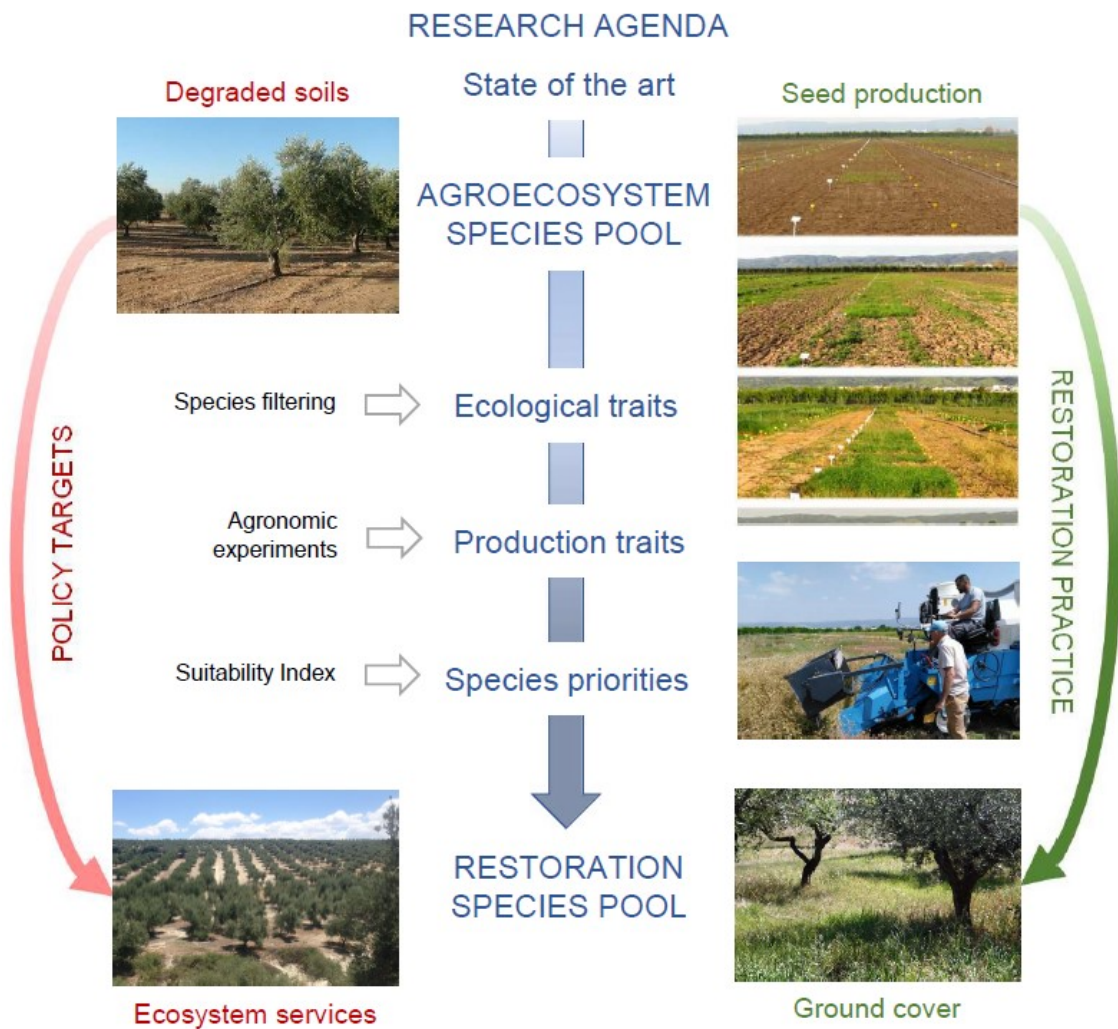 RESEARCH AGENDA
State of the art
Degraded soils
Seed production
AGROECOSYSTEM
SPECIES POOL
Species filtering
Ecological traits
Agronomic
experiments
Production traits
Suitability Index
Species priorities
POLICY TARGETS
RESTORATION PRACTICE
RESTORATION
SPECIES POOL
Ecosystem services
Ground cover